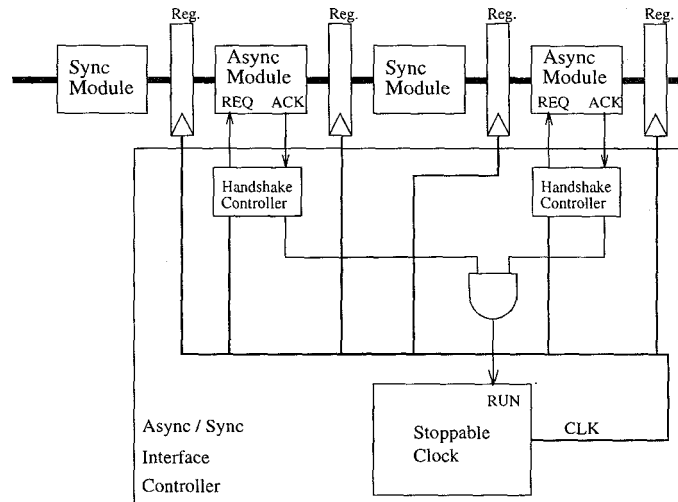 Reg.
Reg.
Reg.
Reg.
Sync
Module
Async
Module
REQ ACK
Sync
Module
Async
Module
REQ ACK
Handshake
Controller
Handshake
Controller
RUN
Stoppable
Clock
CLK
Async / Sync
Interface
Controller